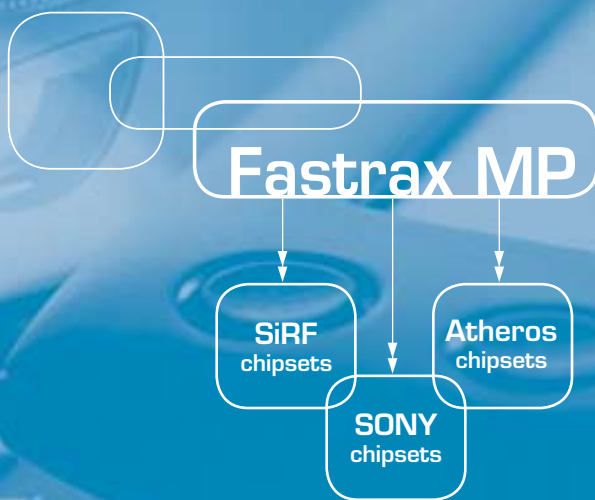 Fastrax MP
SiRF
chipsets
Atheros
chipsets
SONY
chipsets